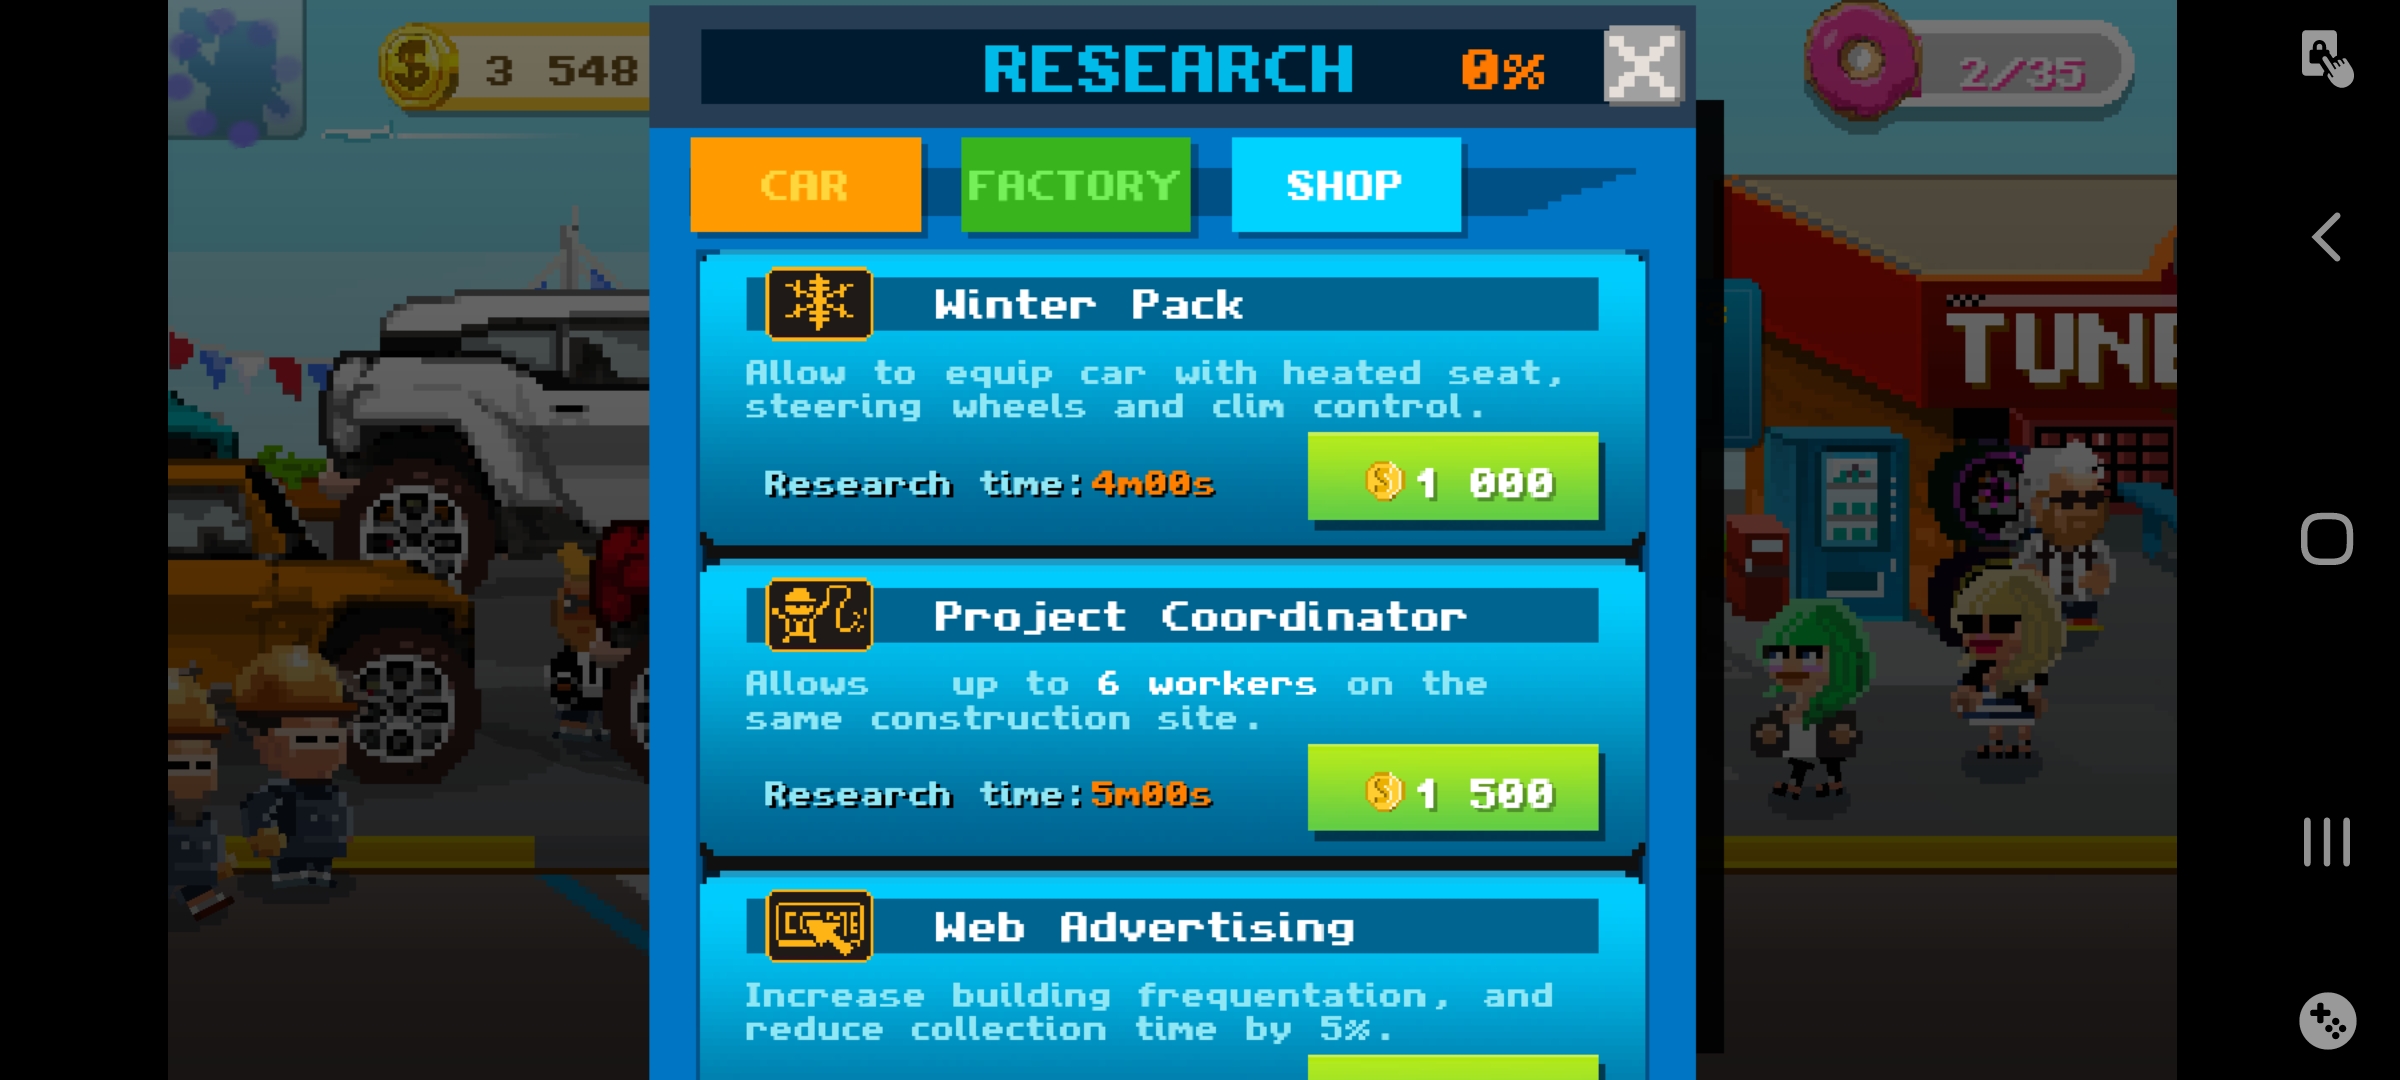 3 548
RESEARCH 0%
2/35
CAR FACTORY SHOP
Winter Pack
Allow to equip car with heated seat,
steering wheels and clim control.
Research time:4m00s 1 000
Project Coordinator
Allows up to 6 workers on the
same construction site.
Research time:5m00s 1 500
Web Advertising
Increase building frequentation, and
reduce collection time by 5%.